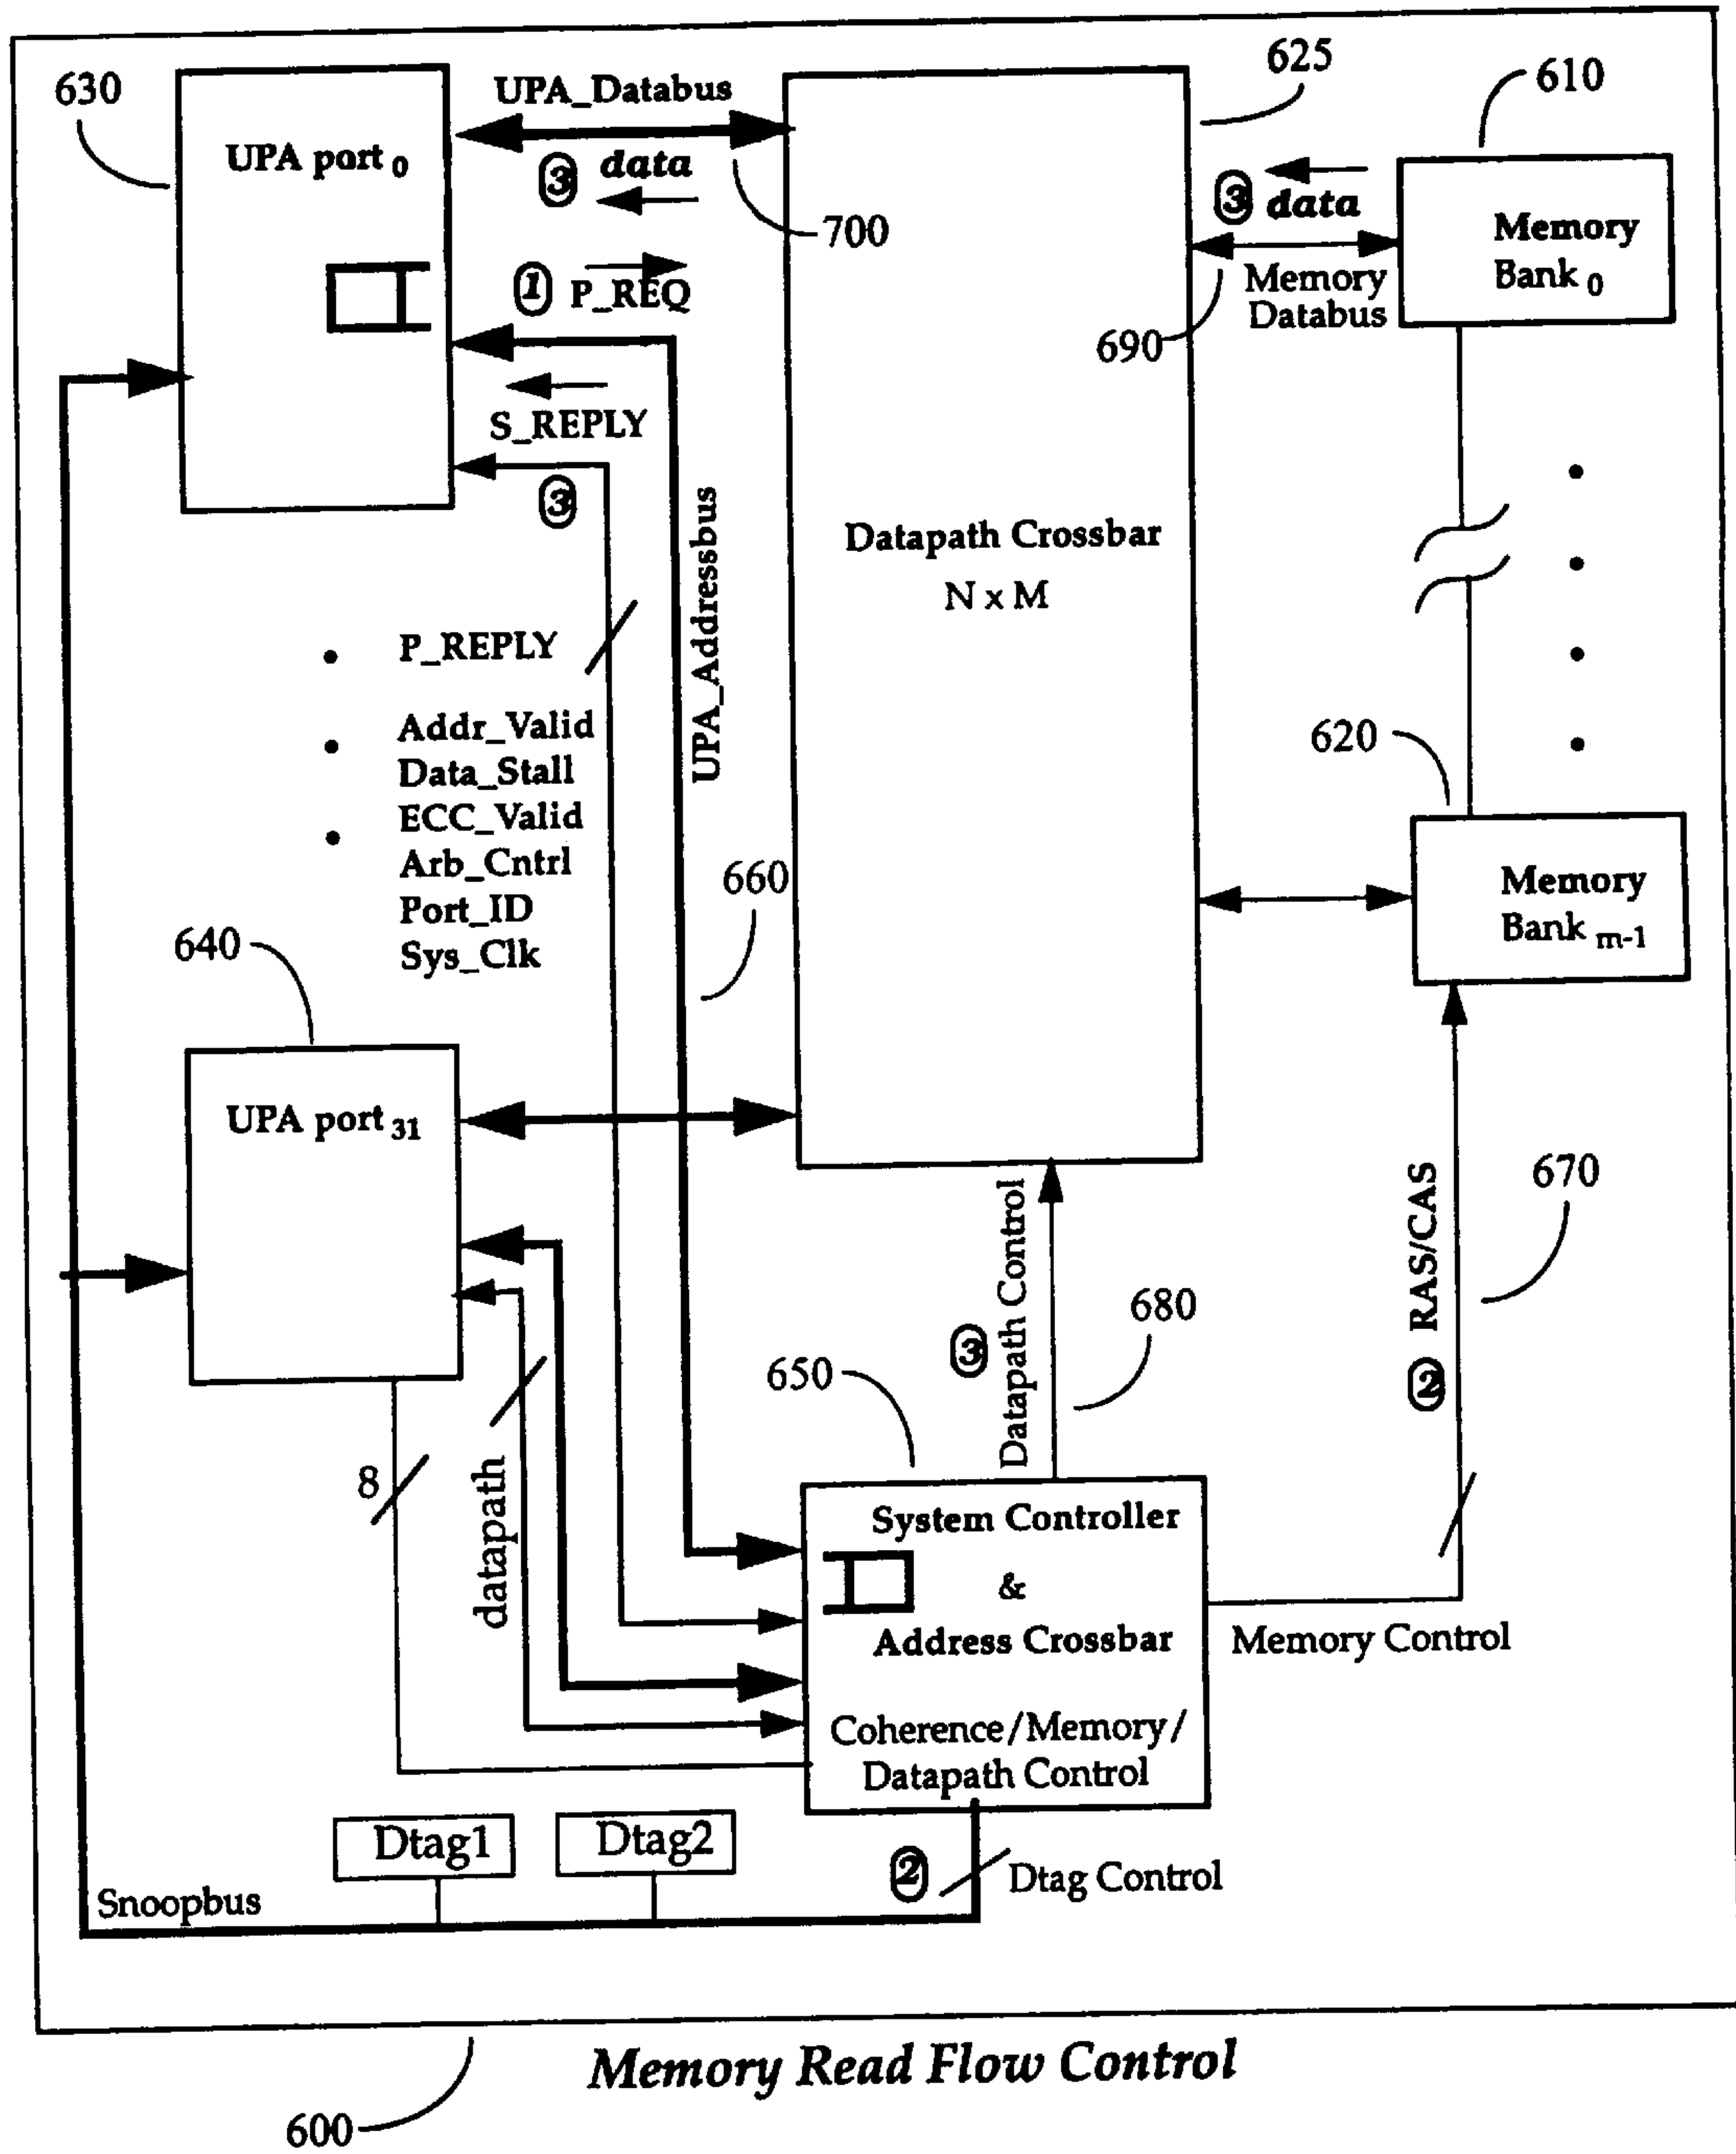 630
UPA port 0
UPA_Databus
③ data
700
① P_REQ
S_REPLY
③
UPA_Addressbus
625
610
③ data
Memory
Databus
690
Memory
Bank 0
Datapath Crossbar
N x M
P_REPLY
Addr_Valid
Data_Stall
ECC_Valid
Arb_Cntrl
Port_ID
Sys_Clk
660
620
Memory
Bank m-1
640
UPA port 31
8
datapath
③ Datapath Control
680
② RAS/CAS
670
650
System Controller
&
Address Crossbar
Coherence/Memory/
Datapath Control
Memory Control
Dtag1
Dtag2
② Dtag Control
Snoopbus
Memory Read Flow Control
600